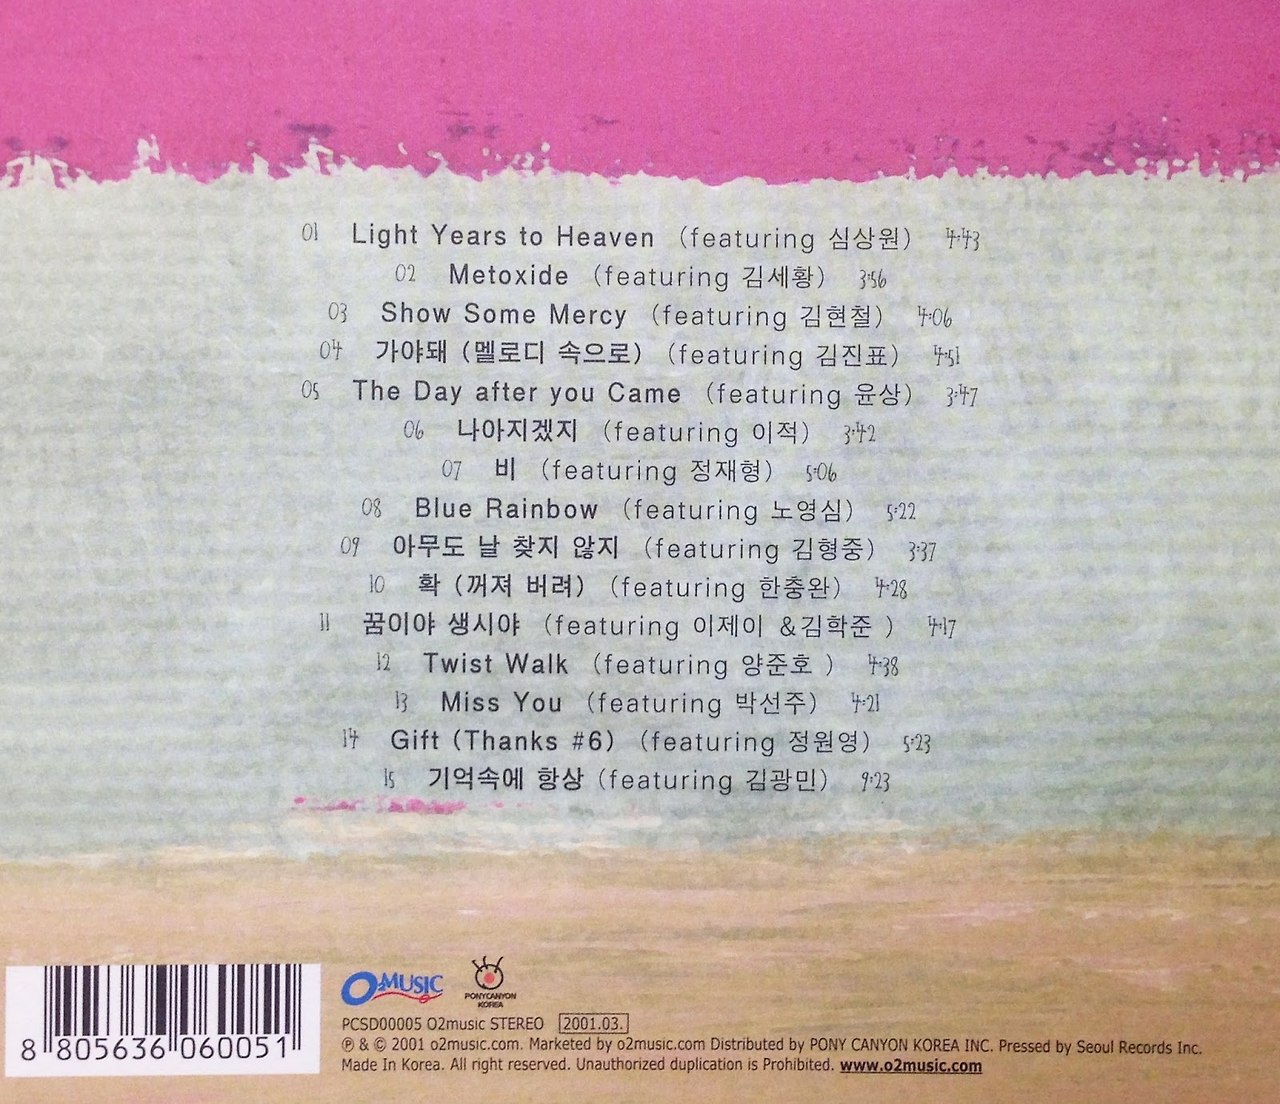 01 Light Years to Heaven (featuring 심상원) 4:43
02 Metoxide (featuring 김세황) 3:56
03 Show Some Mercy (featuring 김현철) 4:06
04 가야돼 (멜로디 속으로) (featuring 김진표) 4:51
05 The Day after you Came (featuring 윤상) 3:47
06 나아지겠지 (featuring 이적) 3:42
07 비 (featuring 정재형) 5:06
08 Blue Rainbow (featuring 노영심) 5:22
09 아무도 날 찾지 않지 (featuring 김형중) 3:37
10 확 (꺼져 버려) (featuring 한충완) 4:28
11 꿈이야 생시야 (featuring 이제이 &김학준 ) 4:17
12 Twist Walk (featuring 양준호 ) 4:38
13 Miss You (featuring 박선주) 4:21
14 Gift (Thanks #6) (featuring 정원영) 5:23
15 기억속에 항상 (featuring 김광민) 9:23
O2MUSIC
PONYCANYON
KOREA
PCSD00005 O2music STEREO 2001.03.
℗ & © 2001 o2music.com. Marketed by o2music.com Distributed by PONY CANYON KOREA INC. Pressed by Seoul Records Inc.
Made In Korea. All right reserved. Unauthorized duplication is Prohibited. www.o2music.com
8 805636 060051